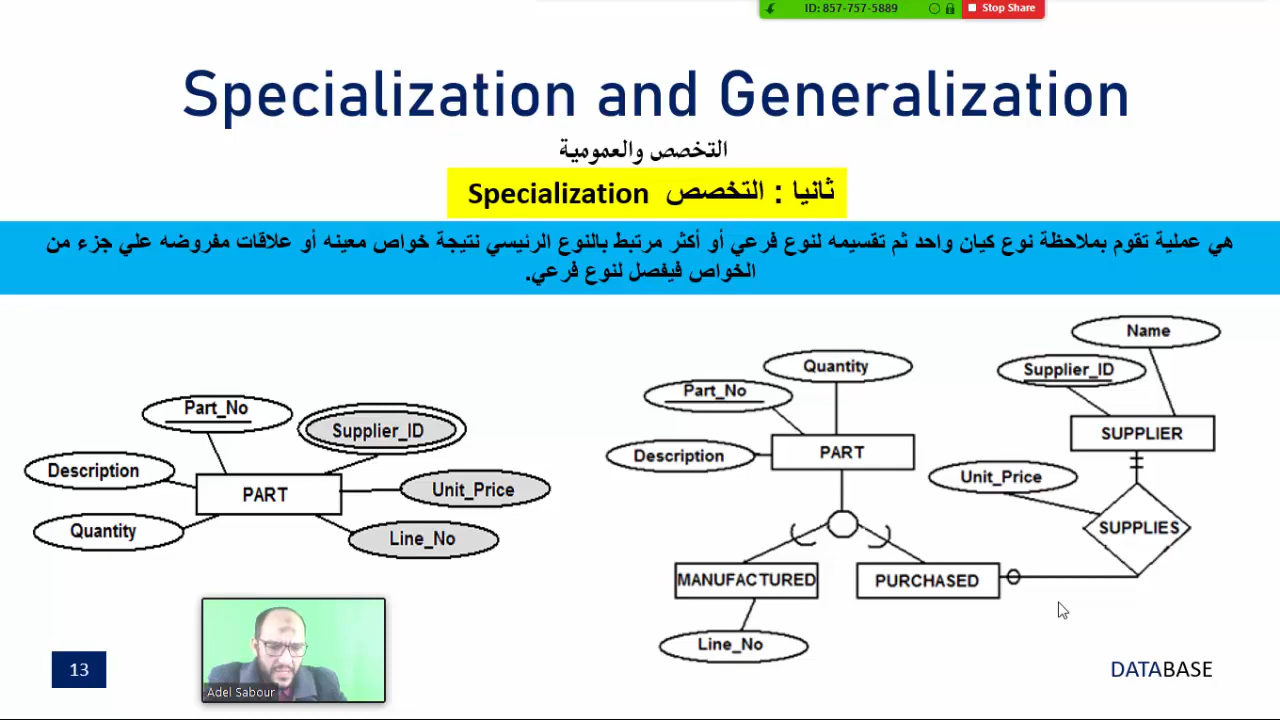 ID: 857-757-5889 Stop Share
Specialization and Generalization
التخصص والعمومية
ثانيا : التخصص Specialization
هي عملية تقوم بملاحظة نوع كيان واحد ثم تقسيمه لنوع فرعي أو أكثر مرتبط بالنوع الرئيسي نتيجة خواص معينه أو علاقات مفروضه علي جزء من
الخواص فيفصل لنوع فرعي.
Part_No
Supplier_ID
Description
PART
Unit_Price
Quantity
Line_No
Name
Quantity
Supplier_ID
Part_No
SUPPLIER
Description
PART
Unit_Price
SUPPLIES
MANUFACTURED
PURCHASED
Line_No
Adel Sabour
13
DATABASE